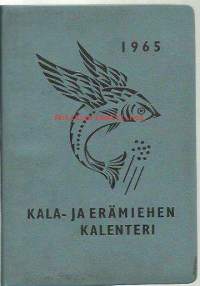 1965
KALA- JA ERÄMIEHEN
KALENTERI